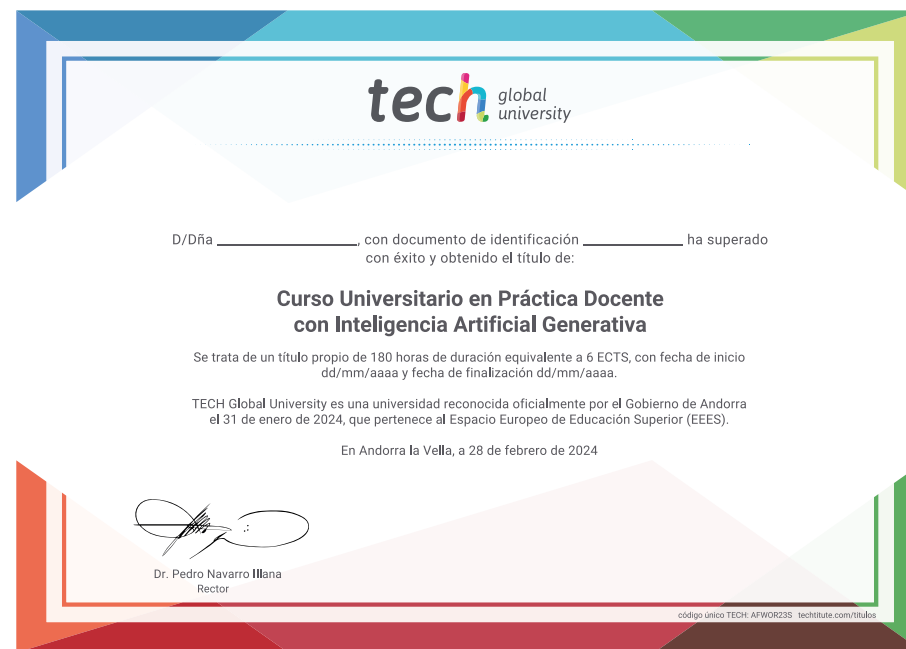 tech global university
D/Dña ____________________, con documento de identificación ______________ ha superado
con éxito y obtenido el título de:
Curso Universitario en Práctica Docente
con Inteligencia Artificial Generativa
Se trata de un título propio de 180 horas de duración equivalente a 6 ECTS, con fecha de inicio
dd/mm/aaaa y fecha de finalización dd/mm/aaaa.
TECH Global University es una universidad reconocida oficialmente por el Gobierno de Andorra
el 31 de enero de 2024, que pertenece al Espacio Europeo de Educación Superior (EEES).
En Andorra la Vella, a 28 de febrero de 2024
Dr. Pedro Navarro Illana
Rector
código único TECH: AFWOR23S techtitute.com/titulos